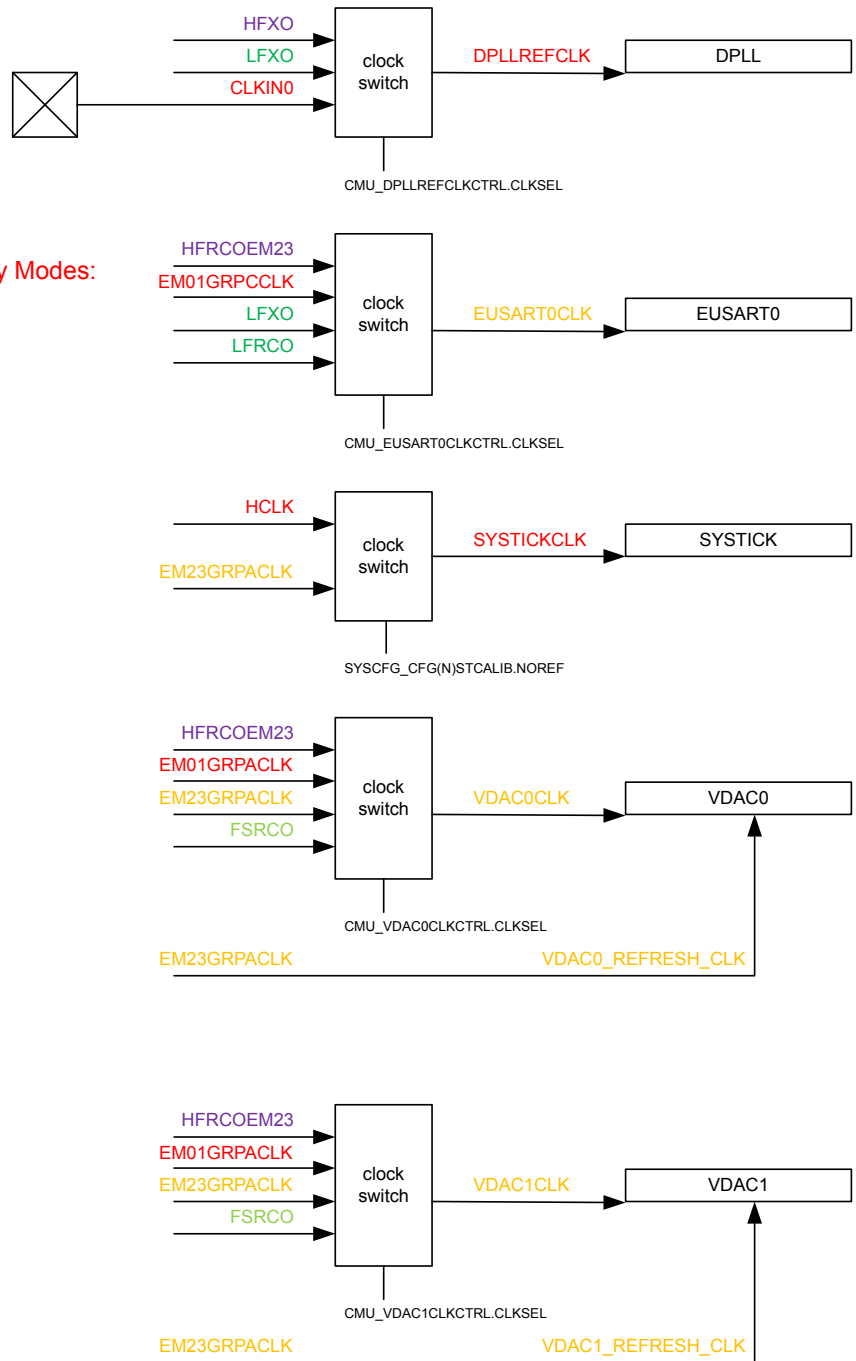 HFXO
LFXO
CLKIN0
clock
switch
DPLLREFCLK
DPLL
CMU_DPLLREFCLKCTRL.CLKSEL
y Modes:
HFRCOEM23
EM01GRPCCLK
LFXO
LFRCO
clock
switch
EUSART0CLK
EUSART0
CMU_EUSART0CLKCTRL.CLKSEL
HCLK
EM23GRPACLK
clock
switch
SYSTICKCLK
SYSTICK
SYSCFG_CFG(N)STCALIB.NOREF
HFRCOEM23
EM01GRPACLK
EM23GRPACLK
FSRCO
clock
switch
VDAC0CLK
VDAC0
CMU_VDAC0CLKCTRL.CLKSEL
EM23GRPACLK
VDAC0_REFRESH_CLK
HFRCOEM23
EM01GRPACLK
EM23GRPACLK
FSRCO
clock
switch
VDAC1CLK
VDAC1
CMU_VDAC1CLKCTRL.CLKSEL
EM23GRPACLK
VDAC1_REFRESH_CLK